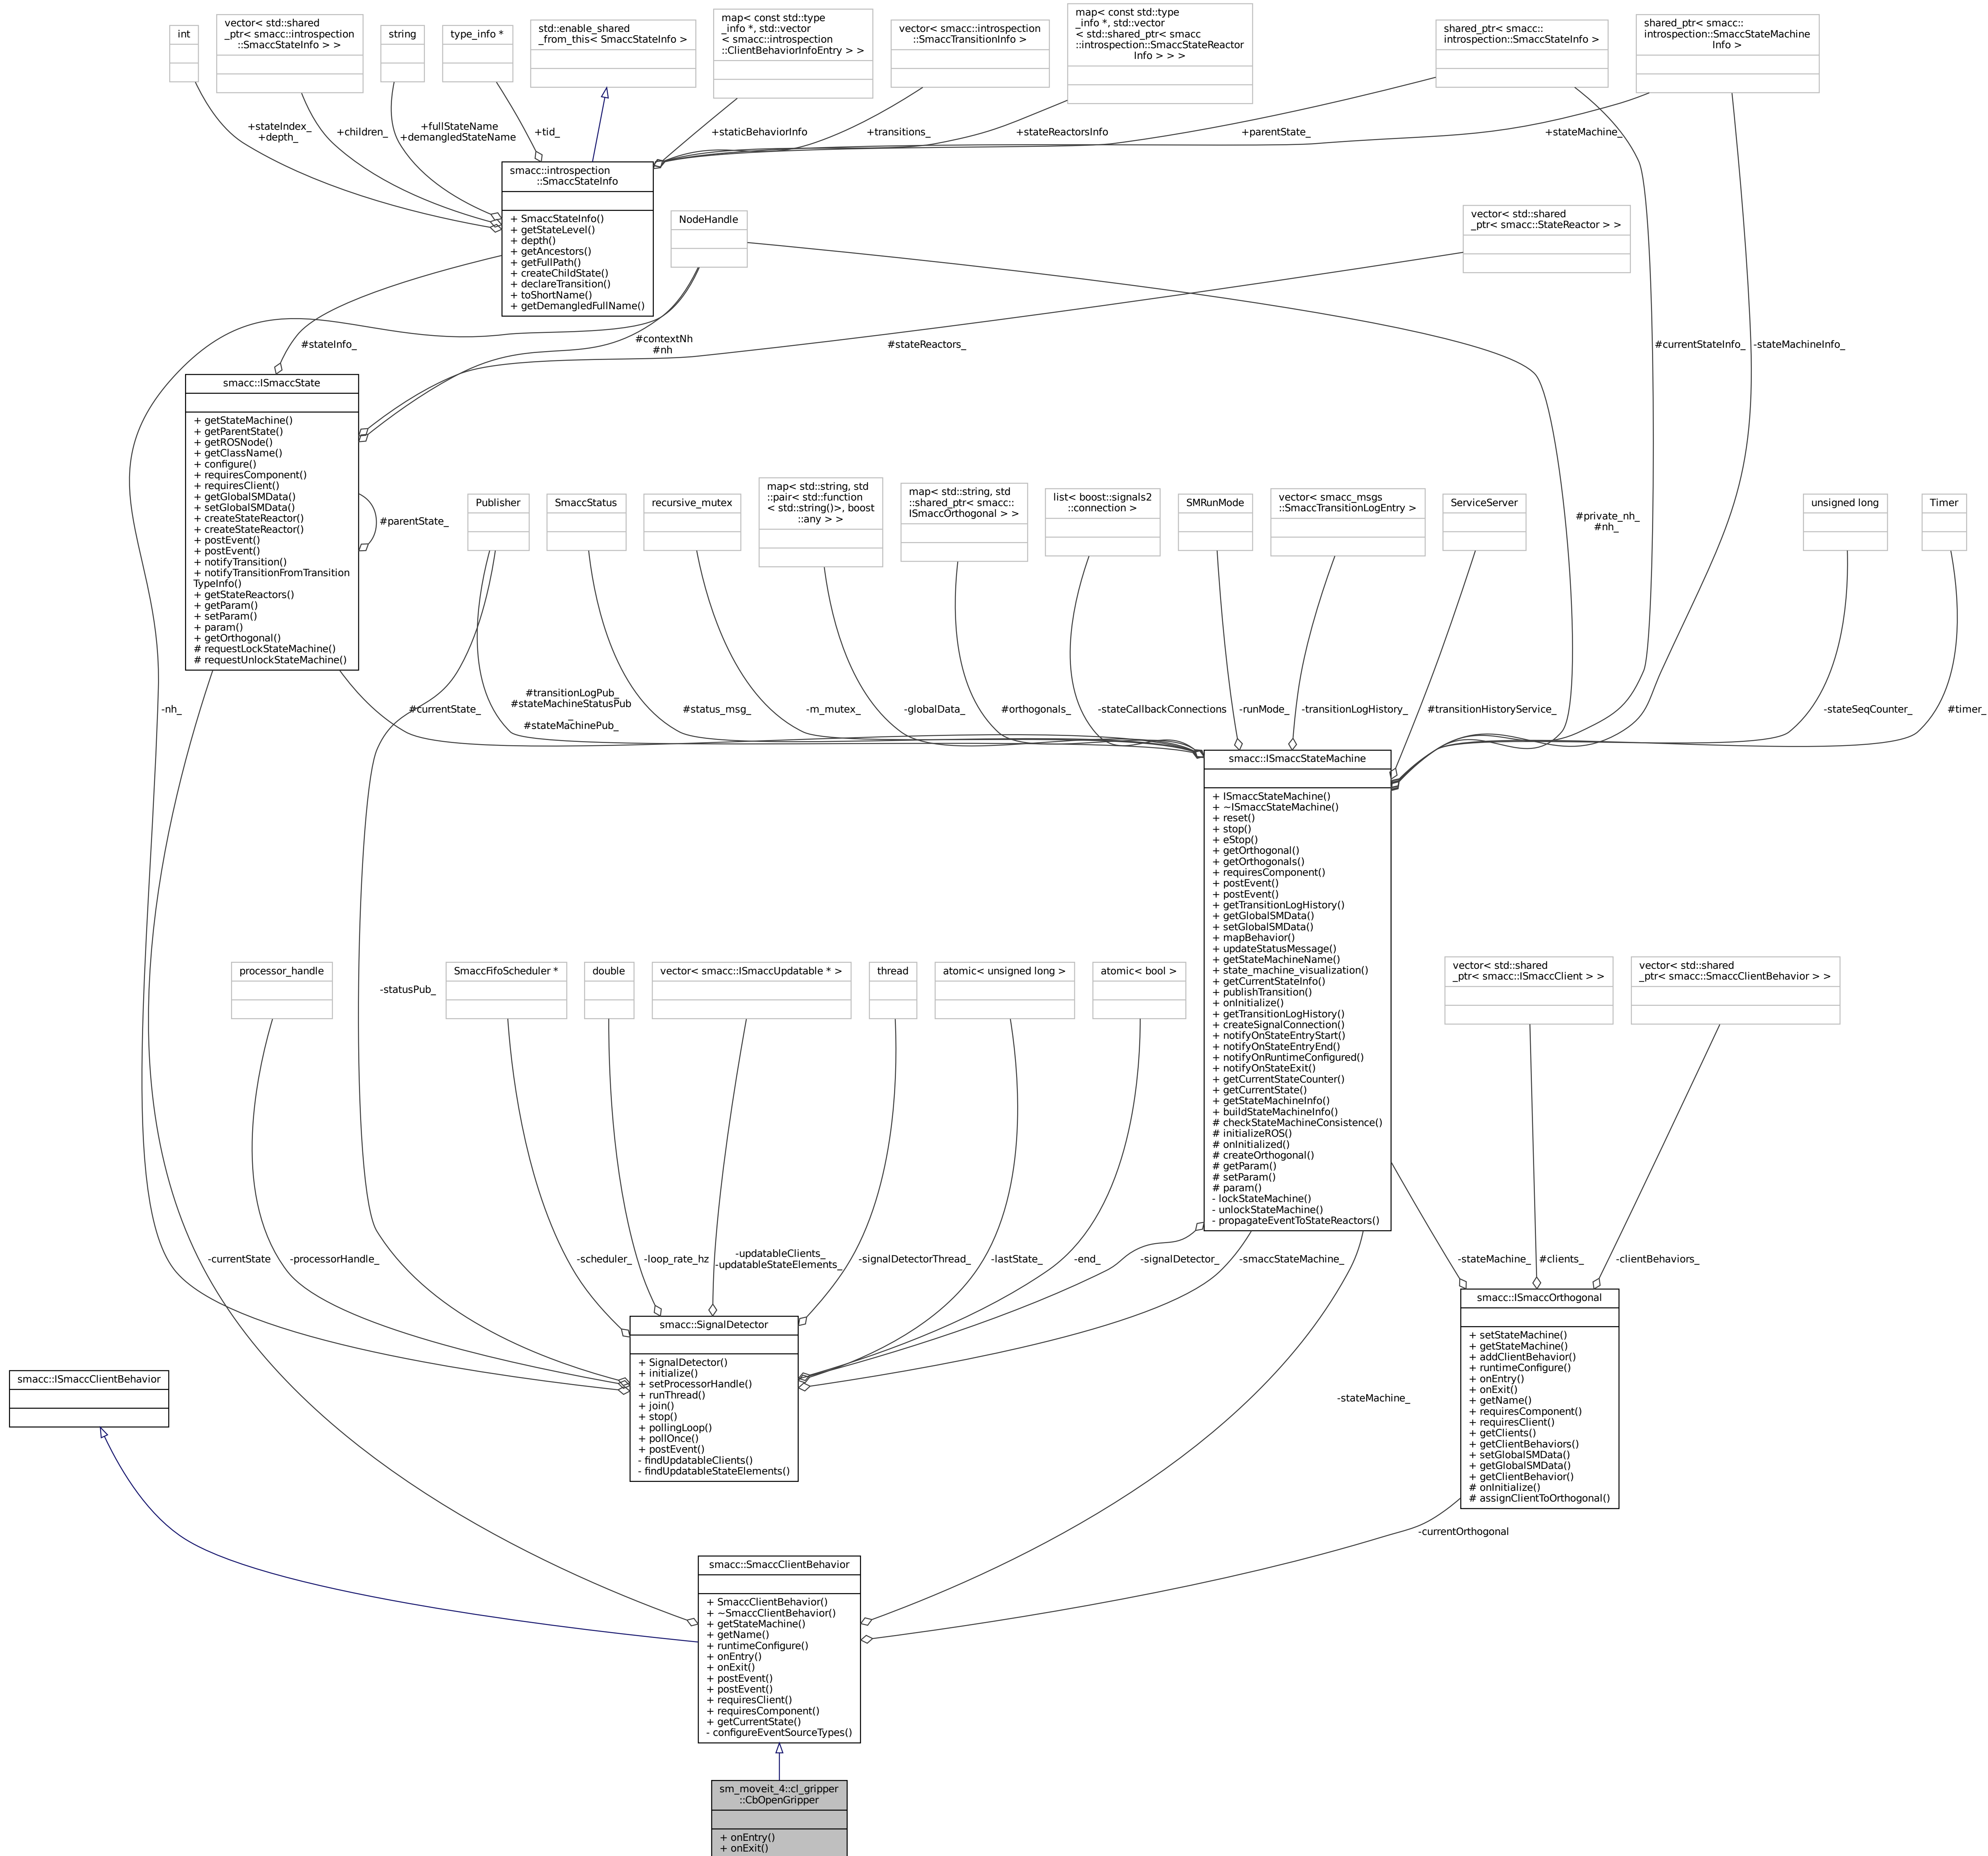 int
vector< std::shared
_ptr< smacc::introspection
::SmaccStateInfo > >
string
type_info *
std::enable_shared
_from_this< SmaccStateInfo >
map< const std::type
_info *, std::vector
< smacc::introspection
::ClientBehaviorInfoEntry > >
vector< smacc::introspection
::SmaccTransitionInfo >
map< const std::type
_info *, std::vector
< std::shared_ptr< smacc
::introspection::SmaccStateReactor
Info > > >
shared_ptr< smacc::
introspection::SmaccStateInfo >
shared_ptr< smacc::
introspection::SmaccStateMachine
Info >
+stateIndex_
+depth_
+children_
+fullStateName
+demangledStateName
+tid_
+staticBehaviorInfo
+transitions_
+stateReactorsInfo
+parentState_
+stateMachine_
smacc::introspection
::SmaccStateInfo
+ SmaccStateInfo()
+ getStateLevel()
+ depth()
+ getAncestors()
+ getFullPath()
+ createChildState()
+ declareTransition()
+ toShortName()
+ getDemangledFullName()
NodeHandle
vector< std::shared
_ptr< smacc::StateReactor > >
#stateInfo_
#contextNh
#nh
#stateReactors_
#currentStateInfo_
-stateMachineInfo_
smacc::ISmaccState
+ getStateMachine()
+ getParentState()
+ getROSNode()
+ getClassName()
+ configure()
+ requiresComponent()
+ requiresClient()
+ getGlobalSMData()
+ setGlobalSMData()
+ createStateReactor()
+ createStateReactor()
+ postEvent()
+ postEvent()
+ notifyTransition()
+ notifyTransitionFromTransition
TypeInfo()
+ getStateReactors()
+ getParam()
+ setParam()
+ param()
+ getOrthogonal()
# requestLockStateMachine()
# requestUnlockStateMachine()
#parentState_
Publisher
SmaccStatus
recursive_mutex
map< std::string, std
::pair< std::function
< std::string()>, boost
::any > >
map< std::string, std
::shared_ptr< smacc::
ISmaccOrthogonal > >
list< boost::signals2
::connection >
SMRunMode
vector< smacc_msgs
::SmaccTransitionLogEntry >
ServiceServer
#private_nh_
#nh_
unsigned long
Timer
-nh_
#currentState_
#transitionLogPub_
#stateMachineStatusPub
_
#stateMachinePub_
#status_msg_
-m_mutex_
-globalData_
#orthogonals_
-stateCallbackConnections
-runMode_
-transitionLogHistory_
#transitionHistoryService_
-stateSeqCounter_
#timer_
smacc::ISmaccStateMachine
+ ISmaccStateMachine()
+ ~ISmaccStateMachine()
+ reset()
+ stop()
+ eStop()
+ getOrthogonal()
+ getOrthogonals()
+ requiresComponent()
+ postEvent()
+ postEvent()
+ getTransitionLogHistory()
+ getGlobalSMData()
+ setGlobalSMData()
+ mapBehavior()
+ updateStatusMessage()
+ getStateMachineName()
+ state_machine_visualization()
+ getCurrentStateInfo()
+ publishTransition()
+ onInitialize()
+ getTransitionLogHistory()
+ createSignalConnection()
+ notifyOnStateEntryStart()
+ notifyOnStateEntryEnd()
+ notifyOnRuntimeConfigured()
+ notifyOnStateExit()
+ getCurrentStateCounter()
+ getCurrentState()
+ getStateMachineInfo()
+ buildStateMachineInfo()
# checkStateMachineConsistence()
# initializeROS()
# onInitialized()
# createOrthogonal()
# getParam()
# setParam()
# param()
- lockStateMachine()
- unlockStateMachine()
- propagateEventToStateReactors()
processor_handle
-statusPub_
SmaccFifoScheduler *
double
vector< smacc::ISmaccUpdatable * >
thread
atomic< unsigned long >
atomic< bool >
vector< std::shared
_ptr< smacc::ISmaccClient > >
vector< std::shared
_ptr< smacc::SmaccClientBehavior > >
-currentState
-processorHandle_
-scheduler_
-loop_rate_hz
-updatableClients_
-updatableStateElements_
-signalDetectorThread_
-lastState_
-end_
-signalDetector_
-smaccStateMachine_
-stateMachine_
#clients_
-clientBehaviors_
smacc::SignalDetector
+ SignalDetector()
+ initialize()
+ setProcessorHandle()
+ runThread()
+ join()
+ stop()
+ pollingLoop()
+ pollOnce()
+ postEvent()
- findUpdatableClients()
- findUpdatableStateElements()
smacc::ISmaccOrthogonal
+ setStateMachine()
+ getStateMachine()
+ addClientBehavior()
+ runtimeConfigure()
+ onEntry()
+ onExit()
+ getName()
+ requiresComponent()
+ requiresClient()
+ getClients()
+ getClientBehaviors()
+ setGlobalSMData()
+ getGlobalSMData()
+ getClientBehavior()
# onInitialize()
# assignClientToOrthogonal()
smacc::ISmaccClientBehavior
-stateMachine_
-currentOrthogonal
smacc::SmaccClientBehavior
+ SmaccClientBehavior()
+ ~SmaccClientBehavior()
+ getStateMachine()
+ getName()
+ runtimeConfigure()
+ onEntry()
+ onExit()
+ postEvent()
+ postEvent()
+ requiresClient()
+ requiresComponent()
+ getCurrentState()
- configureEventSourceTypes()
sm_moveit_4::cl_gripper
::CbOpenGripper
+ onEntry()
+ onExit()